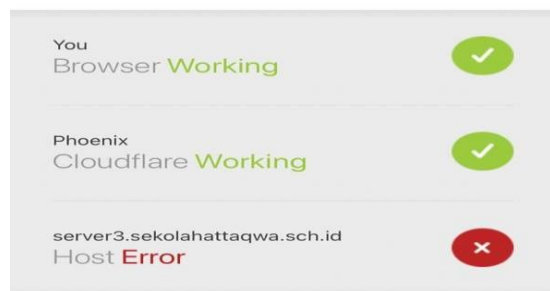 You
Browser Working
Phoenix
Cloudflare Working
server3.sekolahattaqwa.sch.id
Host Error